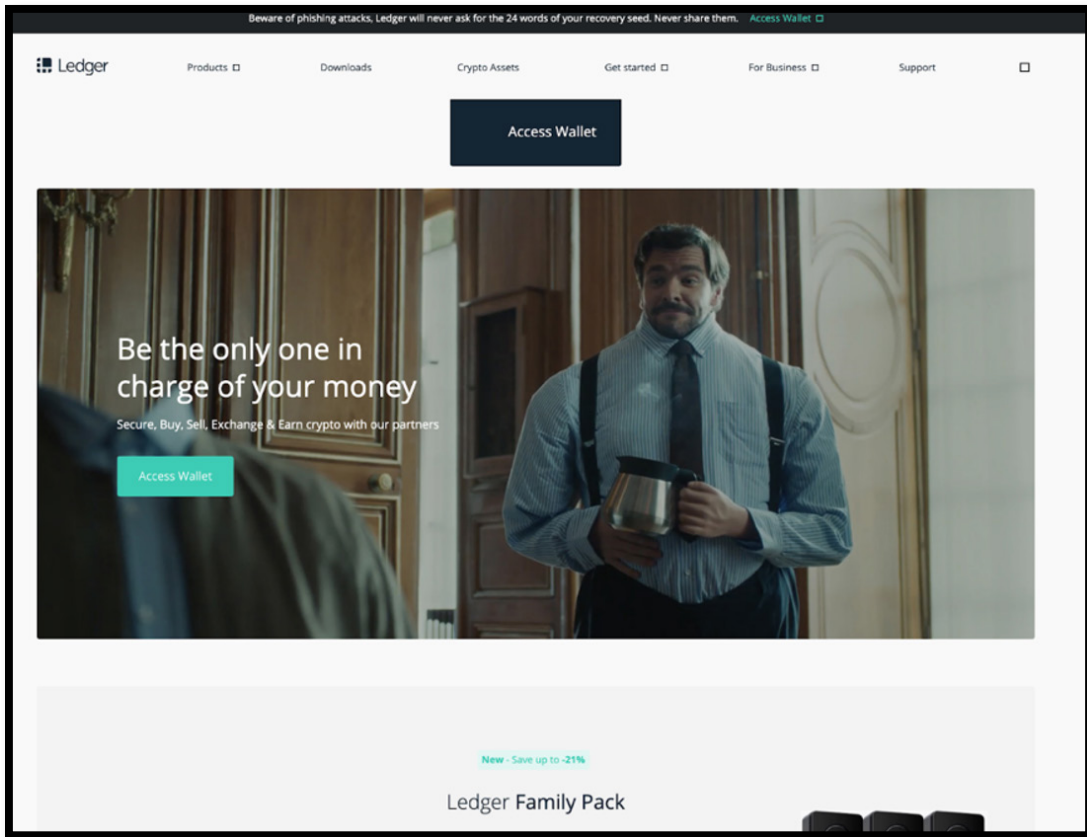 Beware of phishing attacks, Ledger will never ask for the 24 words of your recovery seed. Never share them. Access Wallet
Ledger Products Downloads Crypto Assets Get started For Business Support
Access Wallet
Be the only one in
charge of your money
Secure, Buy, Sell, Exchange & Earn crypto with our partners
Access Wallet
New - Save up to -21%
Ledger Family Pack